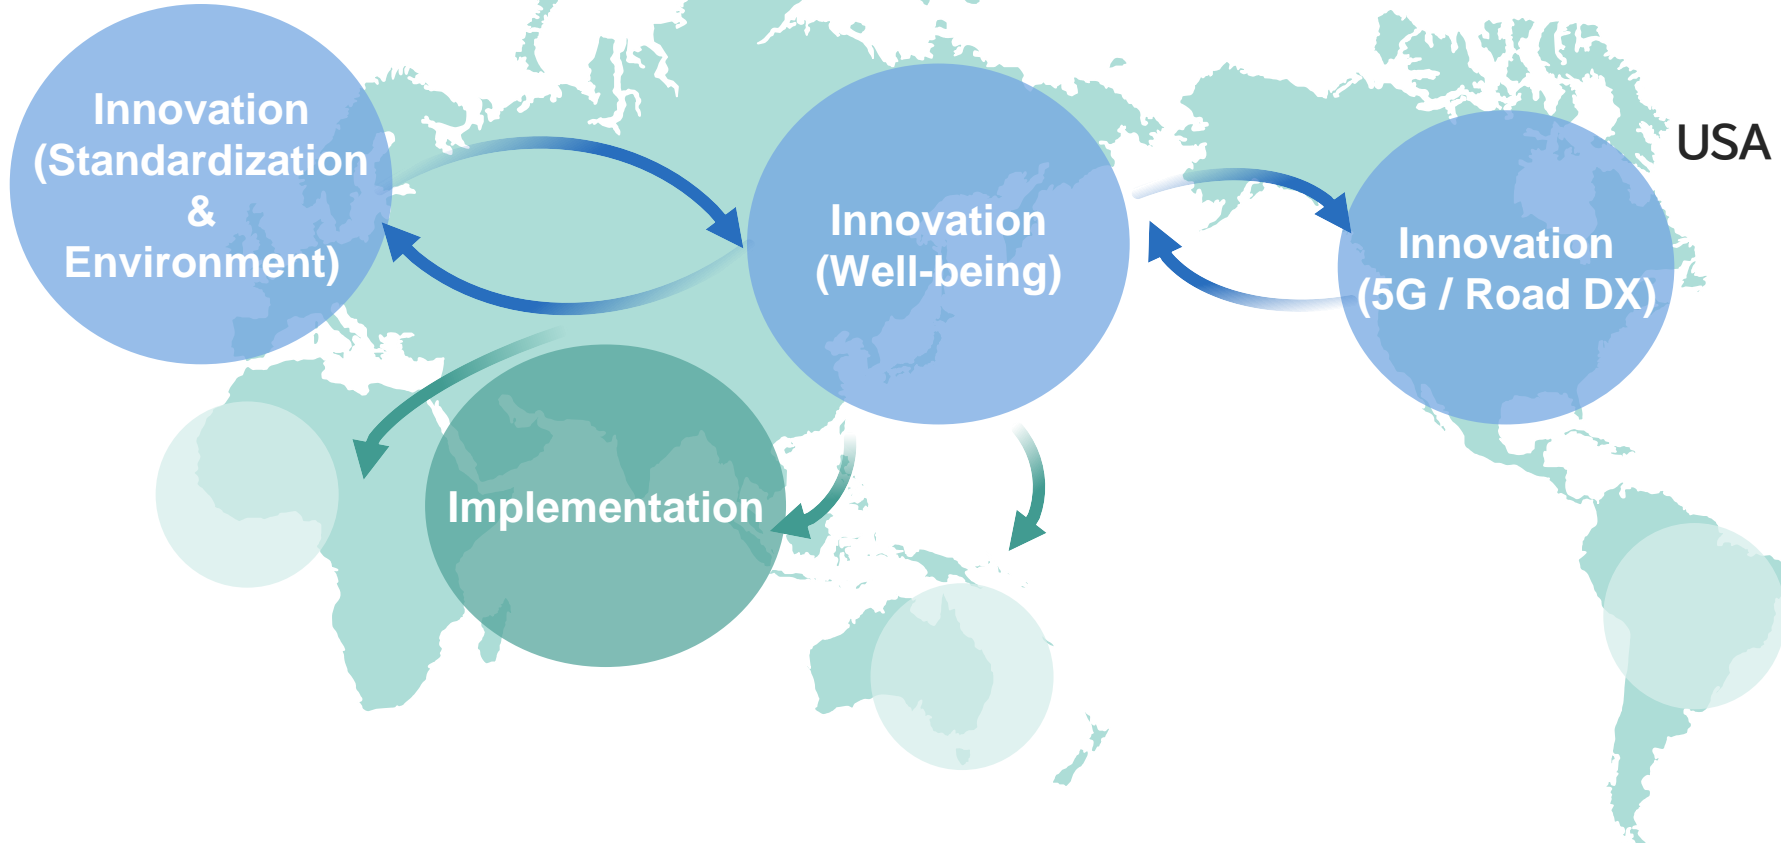 Innovation
(Standardization
&
Environment)
USA
Innovation
(Well-being)
Innovation
(5G / Road DX)
Implementation